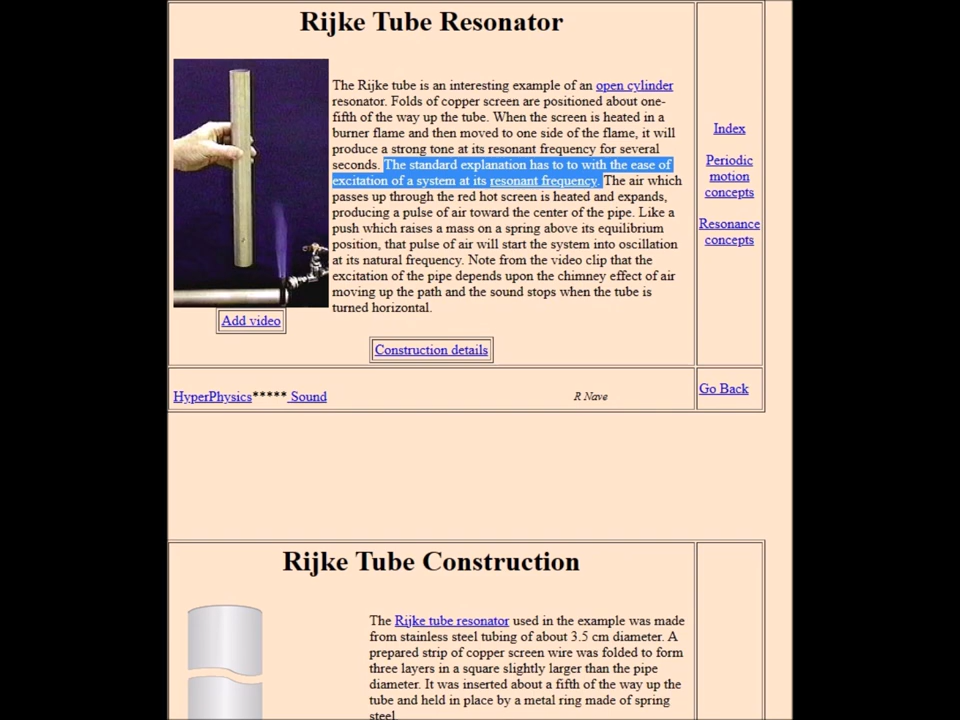 Rijke Tube Resonator
The Rijke tube is an interesting example of an open cylinder
resonator. Folds of copper screen are positioned about one-
fifth of the way up the tube. When the screen is heated in a
burner flame and then moved to one side of the flame, it will
produce a strong tone at its resonant frequency for several
seconds. The standard explanation has to to with the ease of
excitation of a system at its resonant frequency. The air which
passes up through the red hot screen is heated and expands,
producing a pulse of air toward the center of the pipe. Like a
push which raises a mass on a spring above its equilibrium
position, that pulse of air will start the system into oscillation
at its natural frequency. Note from the video clip that the
excitation of the pipe depends upon the chimney effect of air
moving up the path and the sound stops when the tube is
turned horizontal.
Add video
Construction details
Index
Periodic
motion
concepts
Resonance
concepts
HyperPhysics***** Sound
R Nave
Go Back
Rijke Tube Construction
The Rijke tube resonator used in the example was made
from stainless steel tubing of about 3.5 cm diameter. A
prepared strip of copper screen wire was folded to form
three layers in a square slightly larger than the pipe
diameter. It was inserted about a fifth of the way up the
tube and held in place by a metal ring made of spring
steel.